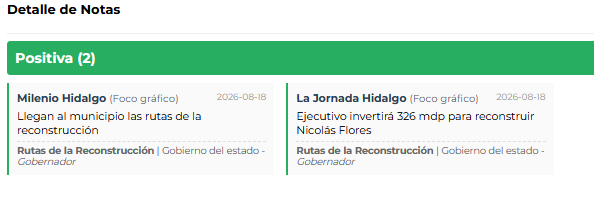 Detalle de Notas
Positiva (2)
Milenio Hidalgo (Foco gráfico) 2026-08-18
Llegan al municipio las rutas de la
reconstrucción
Rutas de la Reconstrucción | Gobierno del estado -
Gobernador
La Jornada Hidalgo (Foco gráfico) 2026-08-18
Ejecutivo invertirá 326 mdp para reconstruir
Nicolás Flores
Rutas de la Reconstrucción | Gobierno del estado -
Gobernador